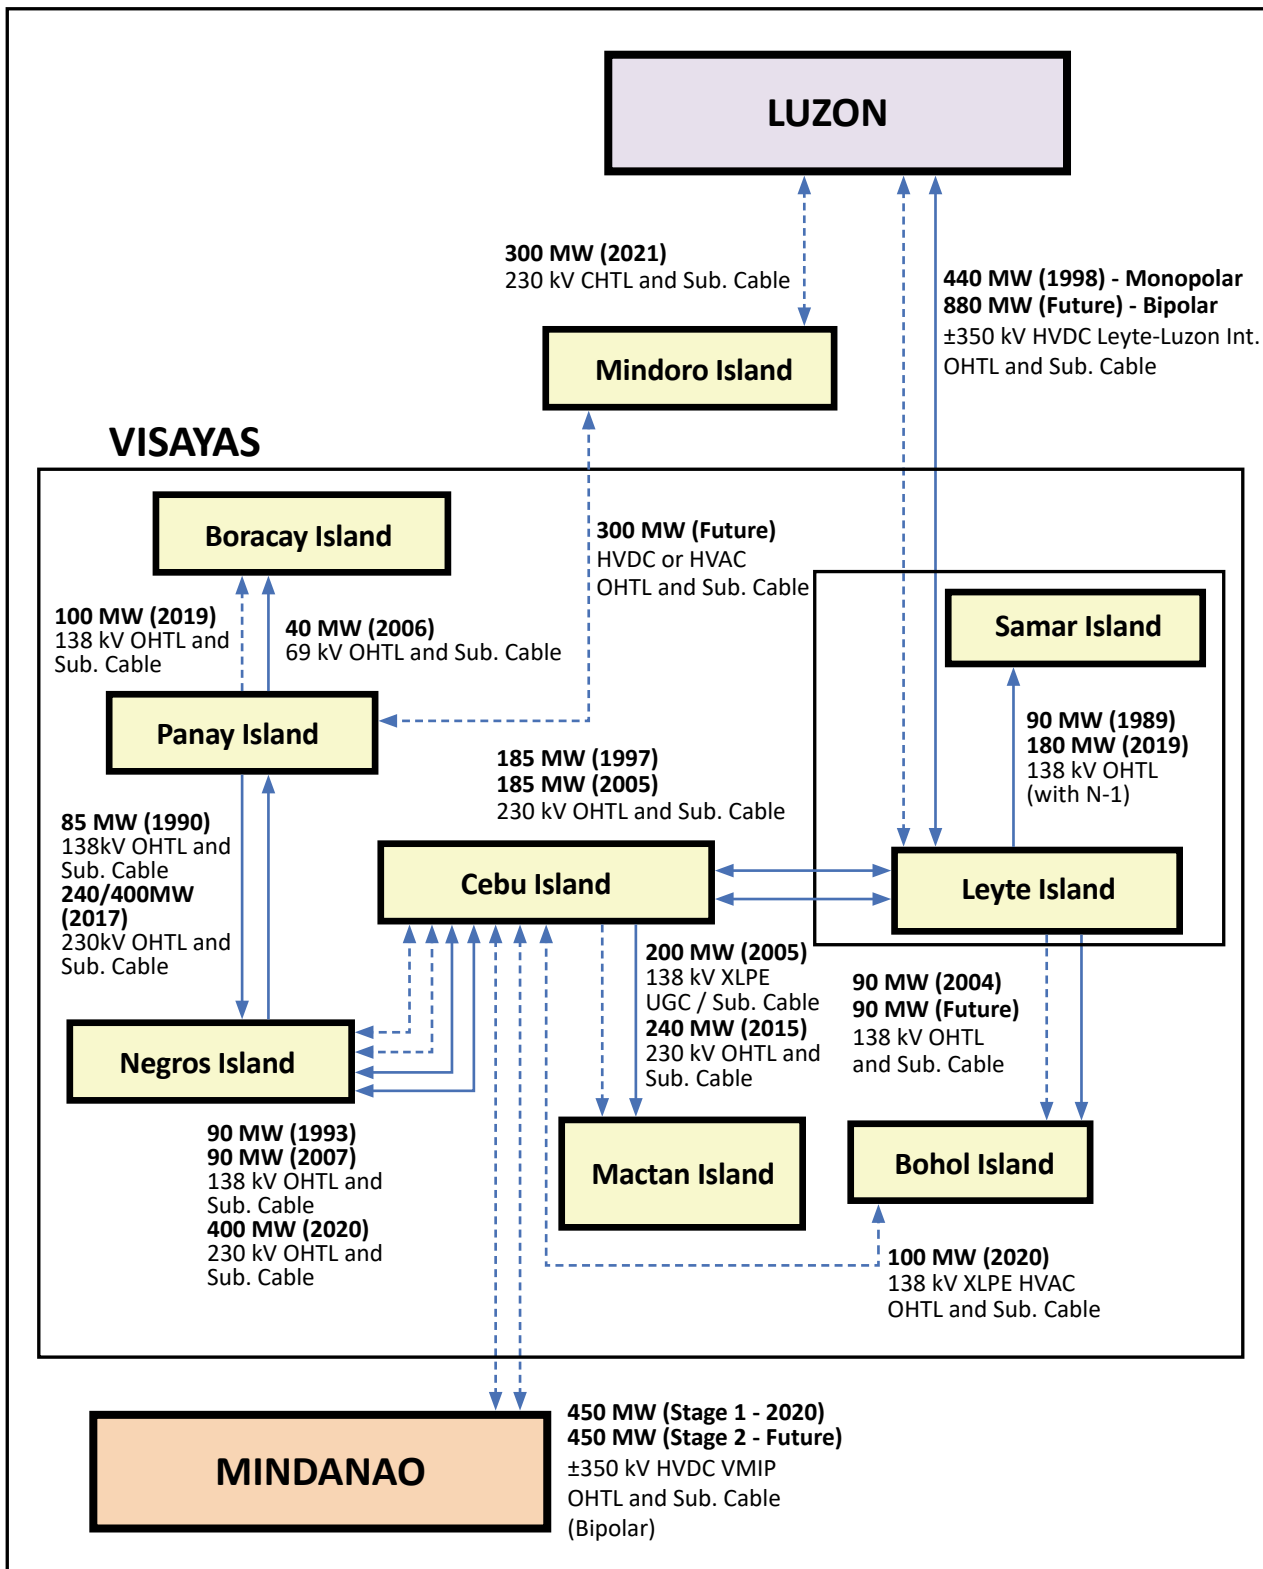 LUZON
300 MW (2021)
230 kV CHTL and Sub. Cable
440 MW (1998) - Monopolar
880 MW (Future) - Bipolar
±350 kV HVDC Leyte-Luzon Int.
OHTL and Sub. Cable
Mindoro Island
VISAYAS
Boracay Island
300 MW (Future)
HVDC or HVAC
OHTL and Sub. Cable
100 MW (2019)
138 kV OHTL and
Sub. Cable
40 MW (2006)
69 kV OHTL and Sub. Cable
Samar Island
Panay Island
90 MW (1989)
180 MW (2019)
138 kV OHTL
(with N-1)
185 MW (1997)
185 MW (2005)
230 kV OHTL and Sub. Cable
85 MW (1990)
138kV OHTL and
Sub. Cable
240/400MW
(2017)
230kV OHTL and
Sub. Cable
Cebu Island
Leyte Island
200 MW (2005)
138 kV XLPE
UGC / Sub. Cable
240 MW (2015)
230 kV OHTL and
Sub. Cable
90 MW (2004)
90 MW (Future)
138 kV OHTL
and Sub. Cable
Negros Island
90 MW (1993)
90 MW (2007)
138 kV OHTL and
Sub. Cable
400 MW (2020)
230 kV OHTL and
Sub. Cable
Mactan Island
Bohol Island
100 MW (2020)
138 kV XLPE HVAC
OHTL and Sub. Cable
MINDANAO
450 MW (Stage 1 - 2020)
450 MW (Stage 2 - Future)
±350 kV HVDC VMIP
OHTL and Sub. Cable
(Bipolar)